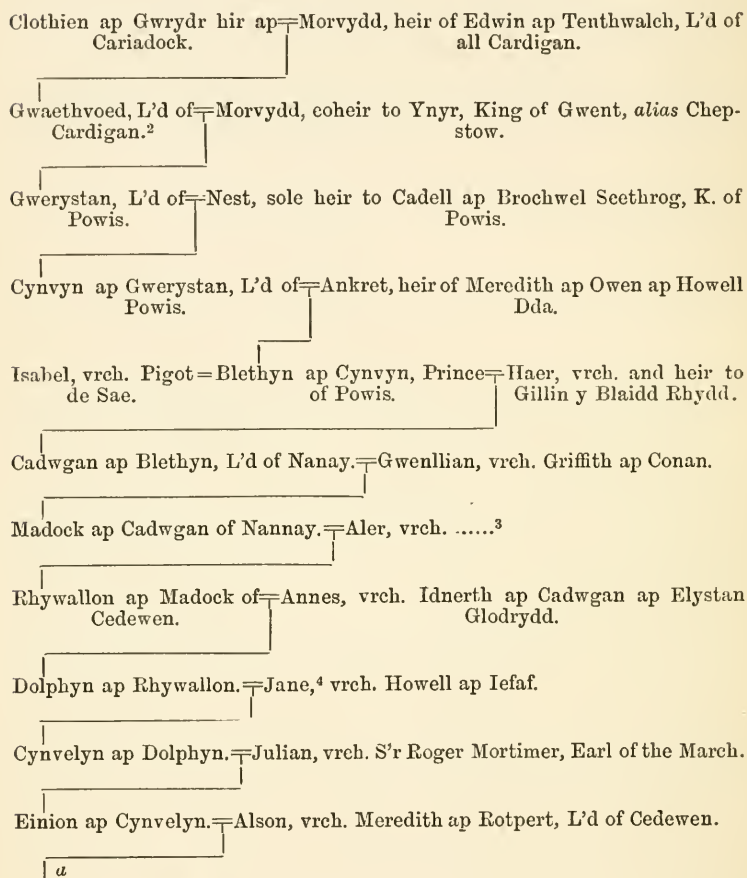 Clothien ap Gwrydr hir ap=Morvydd, heir of Edwin ap Tenthwalch, L'd of
Cariadock. all Cardigan.
Gwaethvoed, L'd of=Morvydd, coheir to Ynyr, King of Gwent, alias Chep-
Cardigan.² stow.
Gwerystan, L'd of=Nest, sole heir to Cadell ap Brochwel Scethrog, K. of
Powis. Powis.
Cynvyn ap Gwerystan, L'd of=Ankret, heir of Meredith ap Owen ap Howell
Powis. Dda.
Isabel, vrch. Pigot=Blethyn ap Cynvyn, Prince=Haer, vrch. and heir to
de Sae. of Powis. Gillin y Blaidd Rhydd.
Cadwgan ap Blethyn, L'd of Nanay.=Gwenllian, vrch. Griffith ap Conan.
Madock ap Cadwgan of Nannay.=Aler, vrch. ......³
Rhywallon ap Madock of=Annes, vrch. Idnerth ap Cadwgan ap Elystan
Cedewen. Glodrydd.
Dolphyn ap Rhywallon.=Jane,⁴ vrch. Howell ap Iefaf.
Cynvelyn ap Dolphyn.=Julian, vrch. S'r Roger Mortimer, Earl of the March.
Einion ap Cynvelyn.=Alson, vrch. Meredith ap Rotpert, L'd of Cedewen.
a